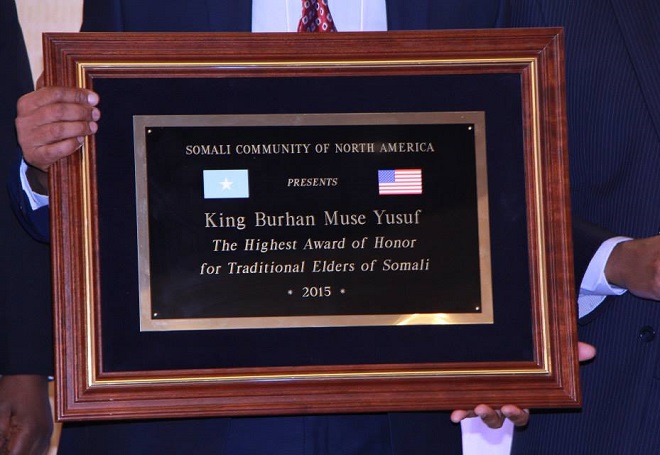 SOMALI COMMUNITY OF NORTH AMERICA
PRESENTS
King Burhan Muse Yusuf
The Highest Award of Honor
for Traditional Elders of Somali
* 2015 *